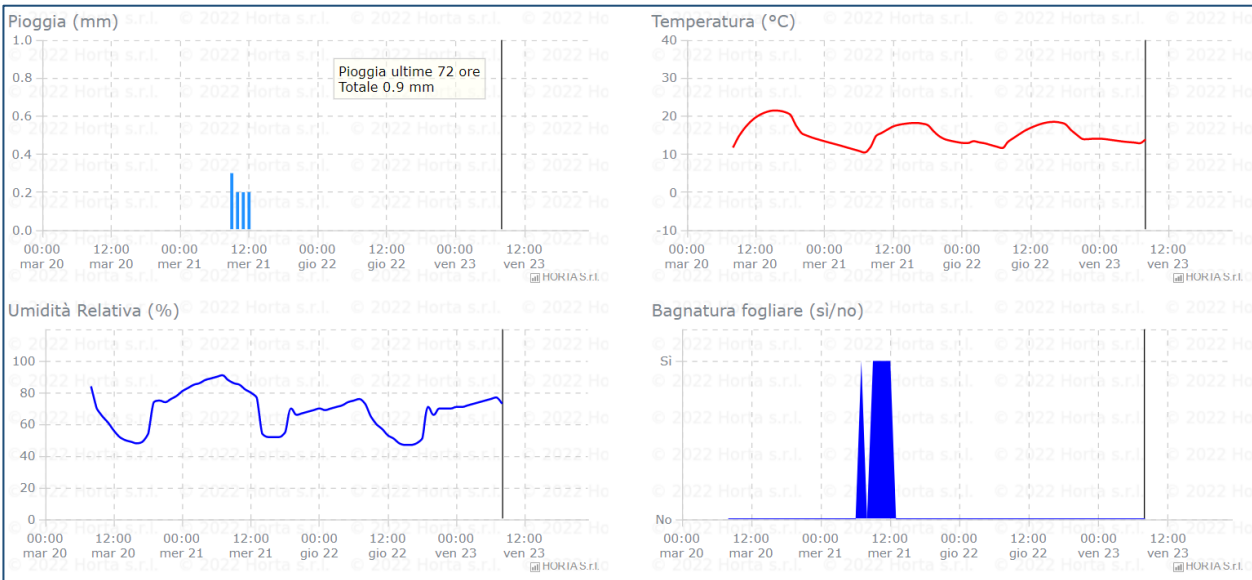 Pioggia (mm)
1.0
0.8
0.6
0.4
0.2
0.0
Pioggia ultime 72 ore
Totale 0.9 mm
00:00 12:00 00:00 12:00 00:00 12:00 00:00 12:00
mar 20 mar 20 mer 21 mer 21 gio 22 gio 22 ven 23 ven 23
HORTA S.r.l.
Temperatura (°C)
40
30
20
10
0
-10
00:00 12:00 00:00 12:00 00:00 12:00 00:00 12:00
mar 20 mar 20 mer 21 mer 21 gio 22 gio 22 ven 23 ven 23
HORTA S.r.l.
Umidità Relativa (%)
100
80
60
40
20
0
00:00 12:00 00:00 12:00 00:00 12:00 00:00 12:00
mar 20 mar 20 mer 21 mer 21 gio 22 gio 22 ven 23 ven 23
HORTA S.r.l.
Bagnatura fogliare (sì/no)
Si
No
00:00 12:00 00:00 12:00 00:00 12:00 00:00 12:00
mar 20 mar 20 mer 21 mer 21 gio 22 gio 22 ven 23 ven 23
HORTA S.r.l.
© 2022 Horta s.r.l.